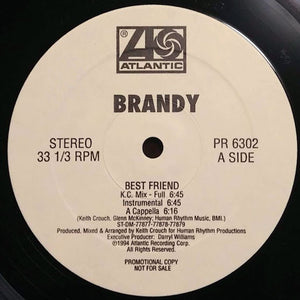 ATLANTIC
BRANDY
STEREO
33 1/3 RPM
PR 6302
A SIDE
BEST FRIEND
K.C. Mix - Full 6:45
Instrumental 6:45
A Cappella 6:16
(Keith Crouch. Glenn McKinney; Human Rhythm Music, BMI.)
ST-DM-77877-77878-77879
Produced, Mixed & Arranged by Keith Crouch for Human Rhythm Productions
Executive Producer: Darryl Williams
©1994 Atlantic Recording Corp.
All Rights Reserved.
PROMOTIONAL COPY
NOT FOR SALE